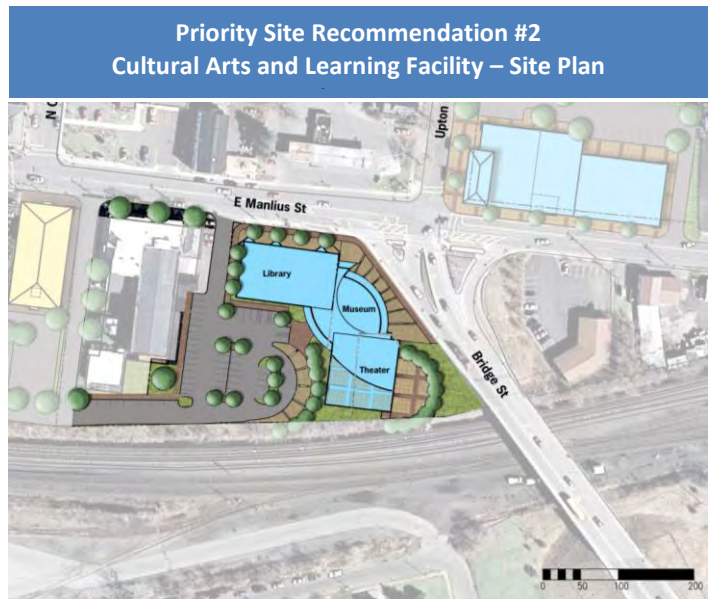 Priority Site Recommendation #2
Cultural Arts and Learning Facility – Site Plan
N C
Upton
E Manlius St
Library
Museum
Theater
Bridge St
0 50 100 200